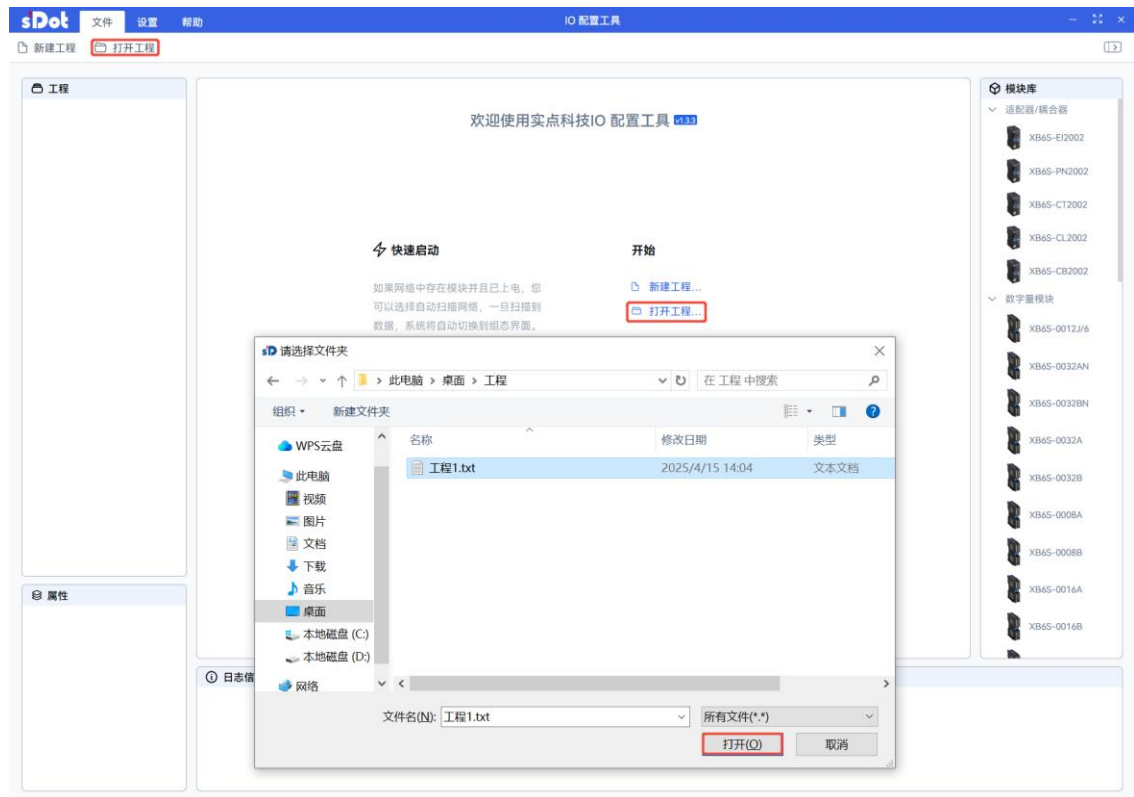 sDot 文件 设置 帮助 IO 配置工具
新建工程 打开工程
工程
欢迎使用实点科技IO 配置工具 v1.3.3
快速启动
如果网络中存在模块并且已上电，您
可以选择自动扫描网络，一旦扫描到
数据，系统将自动切换到组态界面。
开始
新建工程...
打开工程...
模块库
适配器/耦合器
XB6S-EI2002
XB6S-PN2002
XB6S-CT2002
XB6S-CL2002
XB6S-CB2002
数字量模块
XB6S-0012J/6
XB6S-0032AN
XB6S-0032BN
XB6S-0032A
XB6S-0032B
XB6S-0008A
XB6S-0008B
XB6S-0016A
XB6S-0016B
属性
日志信
sD 请选择文件夹
此电脑 › 桌面 › 工程 在 工程 中搜索
组织 新建文件夹
WPS云盘
此电脑
视频
图片
文档
下载
音乐
桌面
本地磁盘 (C:)
本地磁盘 (D:)
网络
名称 修改日期 类型
工程1.txt 2025/4/15 14:04 文本文档
文件名(N): 工程1.txt 所有文件(*.*)
打开(O) 取消